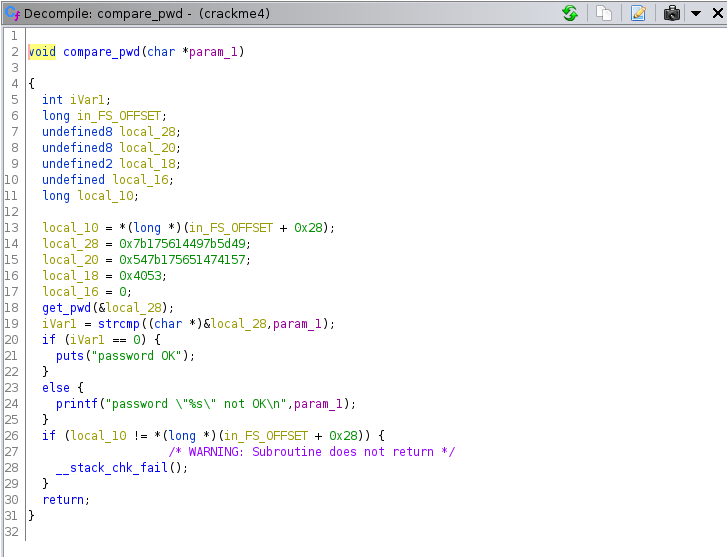 Decompile: compare_pwd - (crackme4)
1
2 void compare_pwd(char *param_1)
3
4 {
5 int iVar1;
6 long in_FS_OFFSET;
7 undefined8 local_28;
8 undefined8 local_20;
9 undefined2 local_18;
10 undefined local_16;
11 long local_10;
12
13 local_10 = *(long *)(in_FS_OFFSET + 0x28);
14 local_28 = 0x7b175614497b5d49;
15 local_20 = 0x547b175651474157;
16 local_18 = 0x4053;
17 local_16 = 0;
18 get_pwd(&local_28);
19 iVar1 = strcmp((char *)&local_28,param_1);
20 if (iVar1 == 0) {
21 puts("password OK");
22 }
23 else {
24 printf("password \"%s\" not OK\n",param_1);
25 }
26 if (local_10 != *(long *)(in_FS_OFFSET + 0x28)) {
27 /* WARNING: Subroutine does not return */
28 __stack_chk_fail();
29 }
30 return;
31 }
32